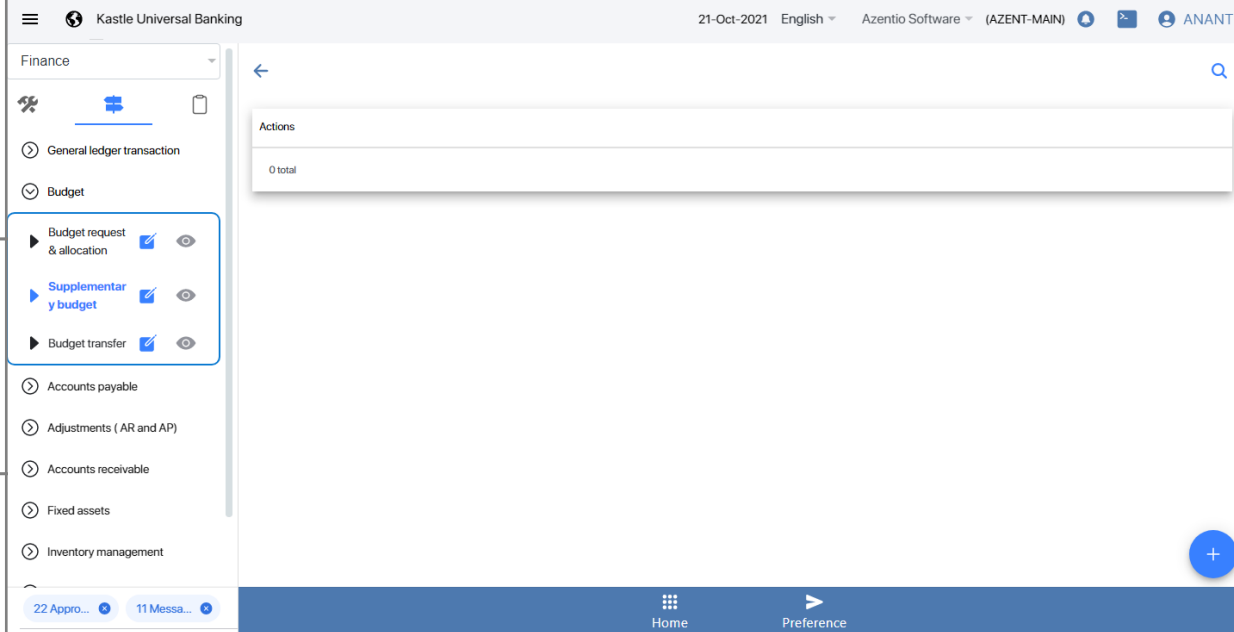 Kastle Universal Banking
21-Oct-2021 English Azentio Software (AZENT-MAIN) ANANT
Finance
General ledger transaction
Budget
Budget request
& allocation
Supplementar
y budget
Budget transfer
Accounts payable
Adjustments ( AR and AP)
Accounts receivable
Fixed assets
Inventory management
22 Appro...
11 Messa...
Actions
0 total
Home
Preference